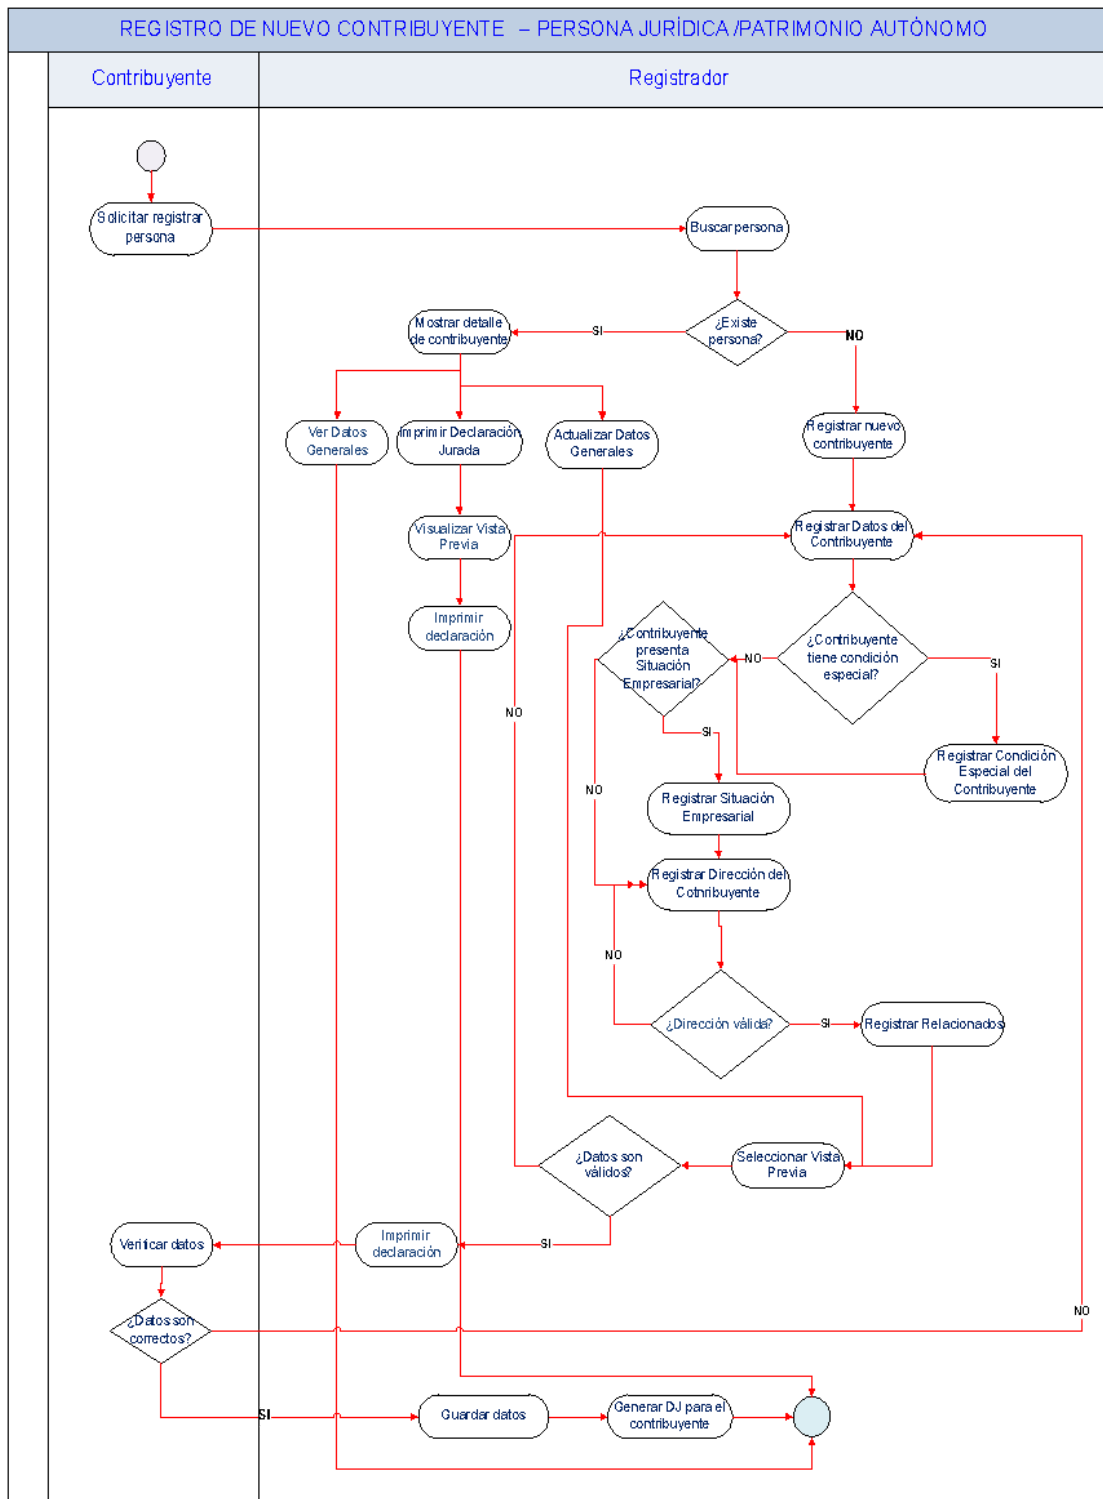 REGISTRO DE NUEVO CONTRIBUYENTE – PERSONA JURÍDICA /PATRIMONIO AUTÓNOMO
Contribuyente
Registrador
Solicitar registrar
persona
Buscar persona
¿Existe
persona?
SI
NO
Mostrar detalle
de contribuyente
Ver Datos
Generales
Imprimir Declaración
Jurada
Actualizar Datos
Generales
Registrar nuevo
contribuyente
Visualizar Vista
Previa
Registrar Datos del
Contribuyente
Imprimir
declaración
¿Contribuyente
presenta
Situación
Empresarial?
NO
¿Contribuyente
tiene condición
especial?
SI
NO
SI
Registrar Condición
Especial del
Contribuyente
NO
Registrar Situación
Empresarial
Registrar Dirección del
Cotnribuyente
NO
¿Dirección válida?
SI
Registrar Relacionados
¿Datos son
válidos?
Seleccionar Vista
Previa
Verificar datos
Imprimir
declaración
SI
¿Datos son
correctos?
NO
SI
Guardar datos
Generar DJ para el
contribuyente